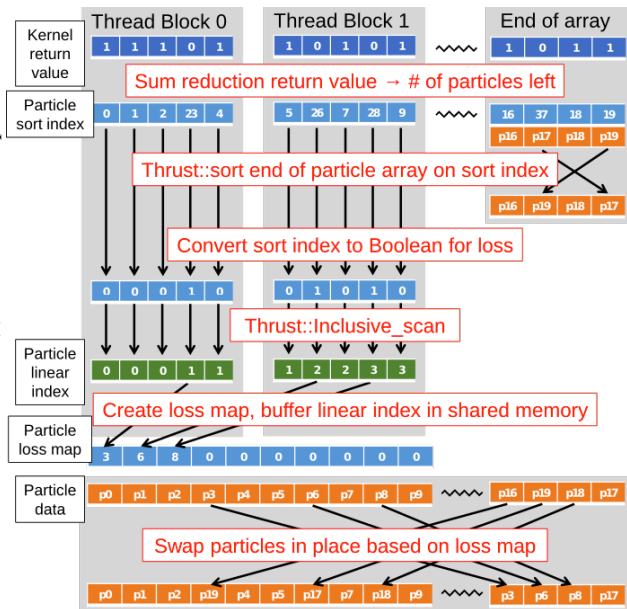 Thread Block 0 Thread Block 1 End of array
Kernel return value
1 1 1 0 1 1 0 1 0 1 1 0 1 1
Sum reduction return value → # of particles left
Particle sort index
0 1 2 23 4 5 26 7 28 9 16 37 18 19
p16 p17 p18 p19
Thrust::sort end of particle array on sort index
p16 p19 p18 p17
Convert sort index to Boolean for loss
0 0 0 1 0 0 1 0 1 0
Thrust::Inclusive_scan
Particle linear index
0 0 0 1 1 1 2 2 3 3
Create loss map, buffer linear index in shared memory
Particle loss map
3 6 8 0 0 0 0 0 0 0
Particle data
p0 p1 p2 p3 p4 p5 p6 p7 p8 p9 p16 p19 p18 p17
Swap particles in place based on loss map
p0 p1 p2 p19 p4 p5 p17 p7 p18 p9 p3 p6 p8 p17